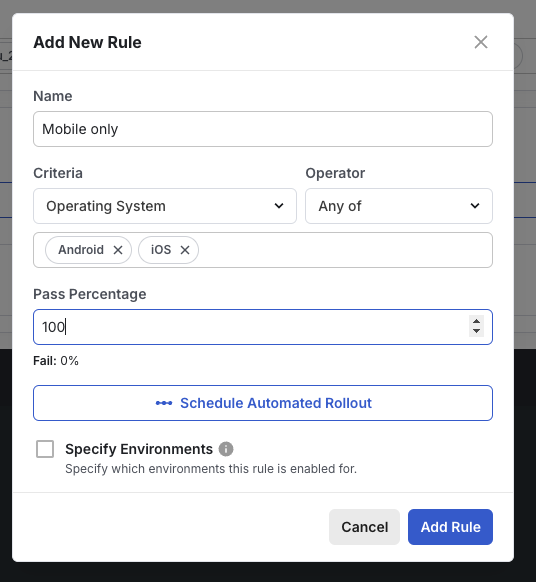 Add New Rule
Name
Mobile only
Criteria
Operator
Operating System
Any of
Android
iOS
Pass Percentage
100
Fail: 0%
Schedule Automated Rollout
Specify Environments
Specify which environments this rule is enabled for.
Cancel
Add Rule